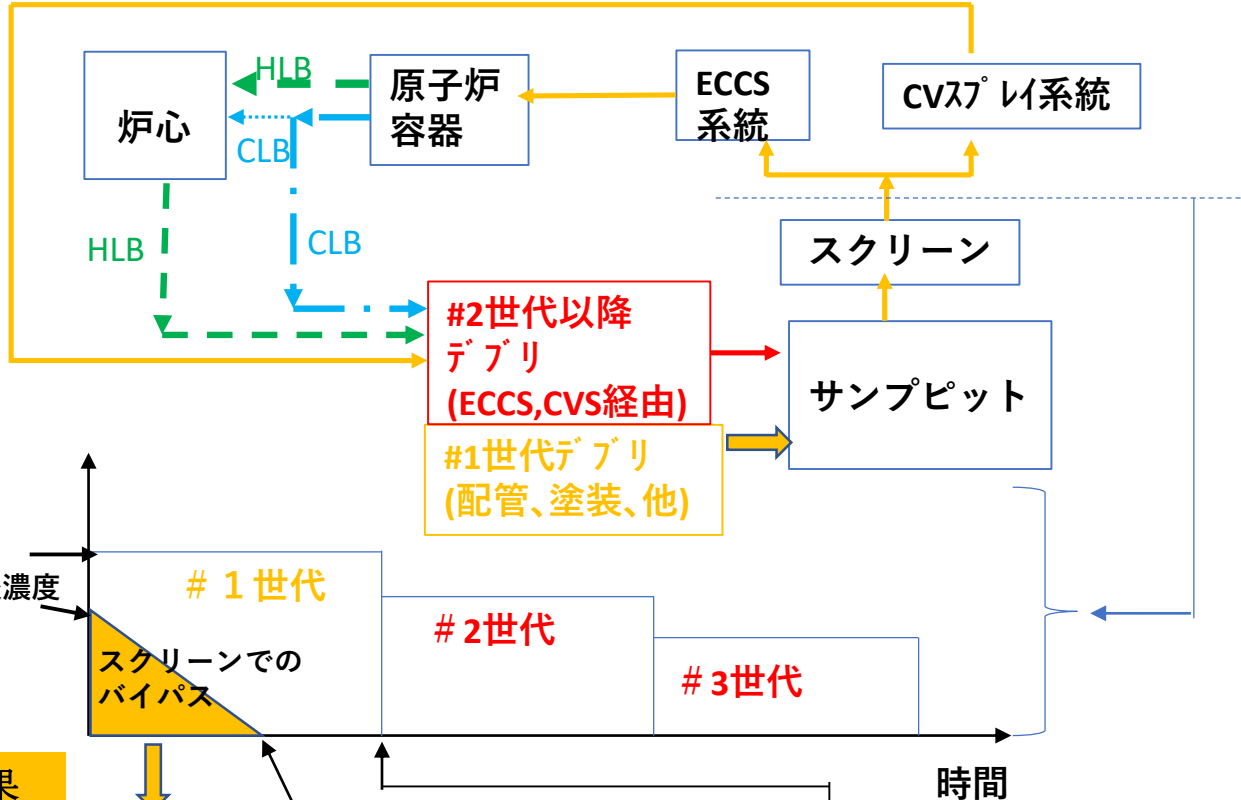 HLB
炉心
原子炉
容器
ECCS
系統
CVｽﾌﾟﾚｲ系統
CLB
HLB
CLB
スクリーン
#2世代以降
ﾃﾞﾌﾞﾘ
(ECCS,CVS経由)
サンプピット
#1世代ﾃﾞﾌﾞﾘ
(配管、塗装、他)
濃度
＃１世代
＃2世代
＃3世代
スクリーンでの
バイパス
果
時間